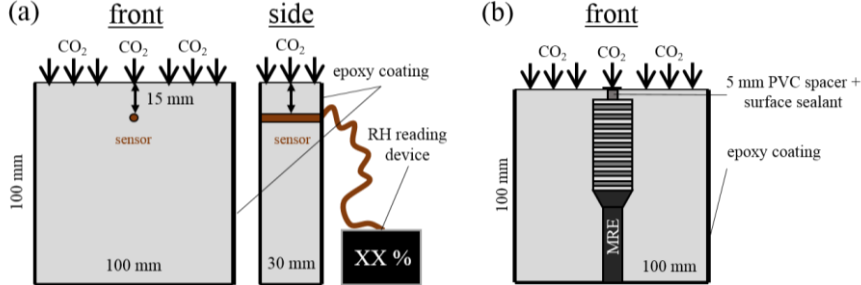 (a)
front
side
CO2 CO2 CO2
CO2
15 mm
sensor
100 mm
100 mm
sensor
30 mm
epoxy coating
RH reading
device
XX %
(b)
front
CO2 CO2 CO2
5 mm PVC spacer +
surface sealant
epoxy coating
100 mm
MRE
100 mm